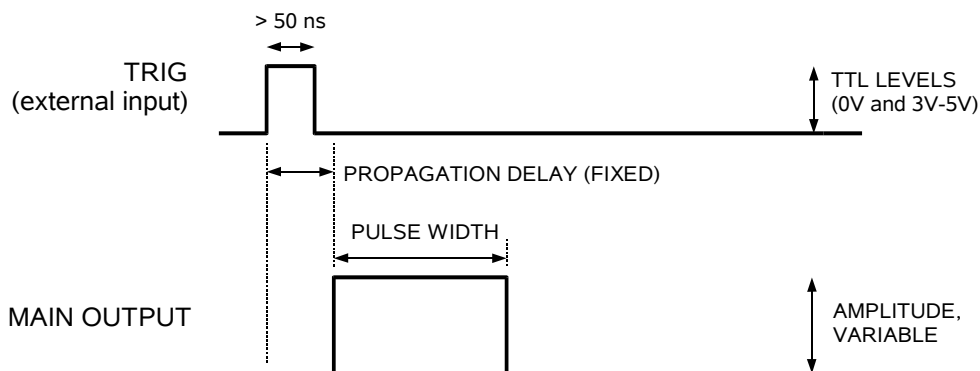 > 50 ns
TRIG
(external input)
TTL LEVELS
(0V and 3V-5V)
PROPAGATION DELAY (FIXED)
PULSE WIDTH
MAIN OUTPUT
AMPLITUDE,
VARIABLE